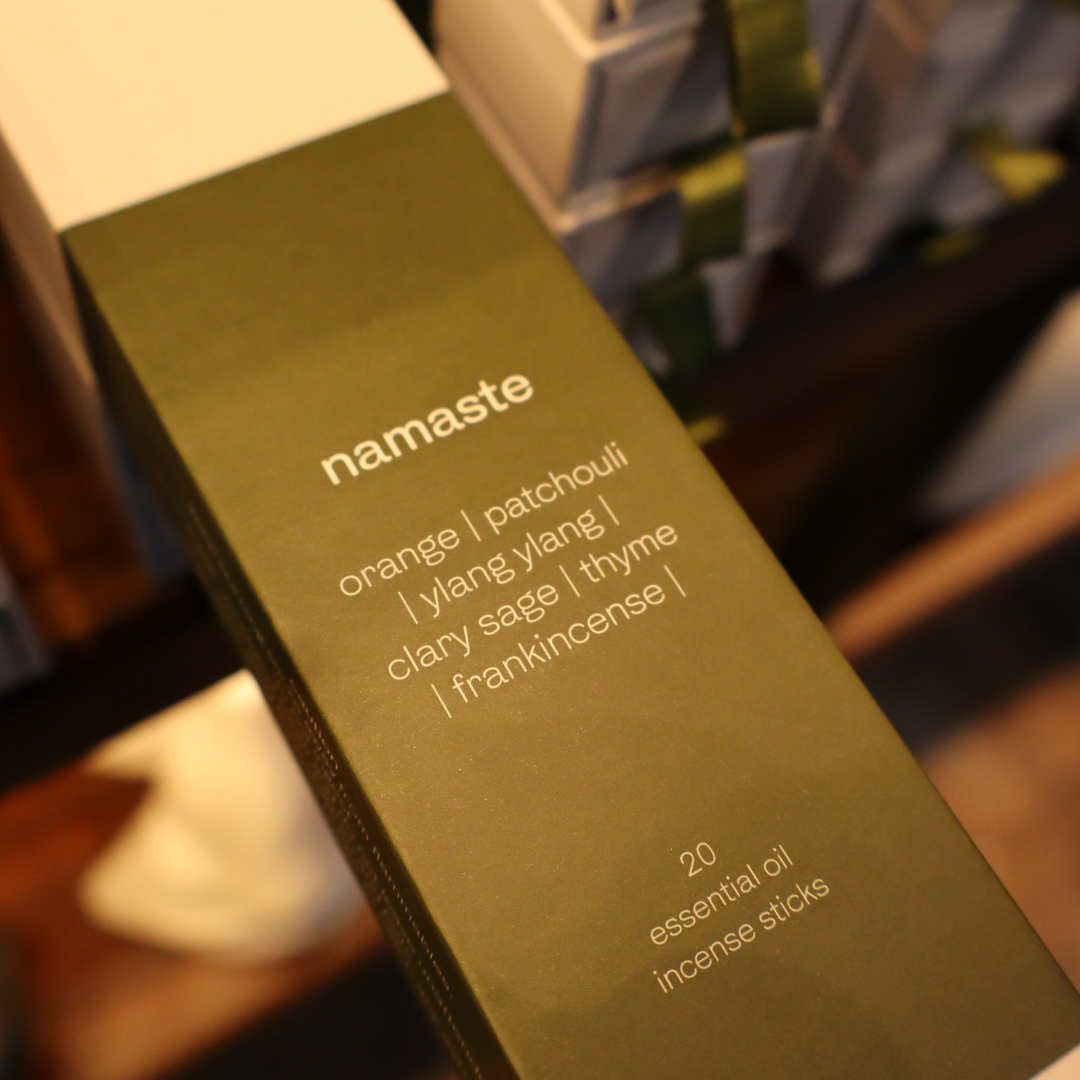 namaste
orange | patchouli
| ylang ylang |
clary sage | thyme
| frankincense |
20
essential oil
incense sticks